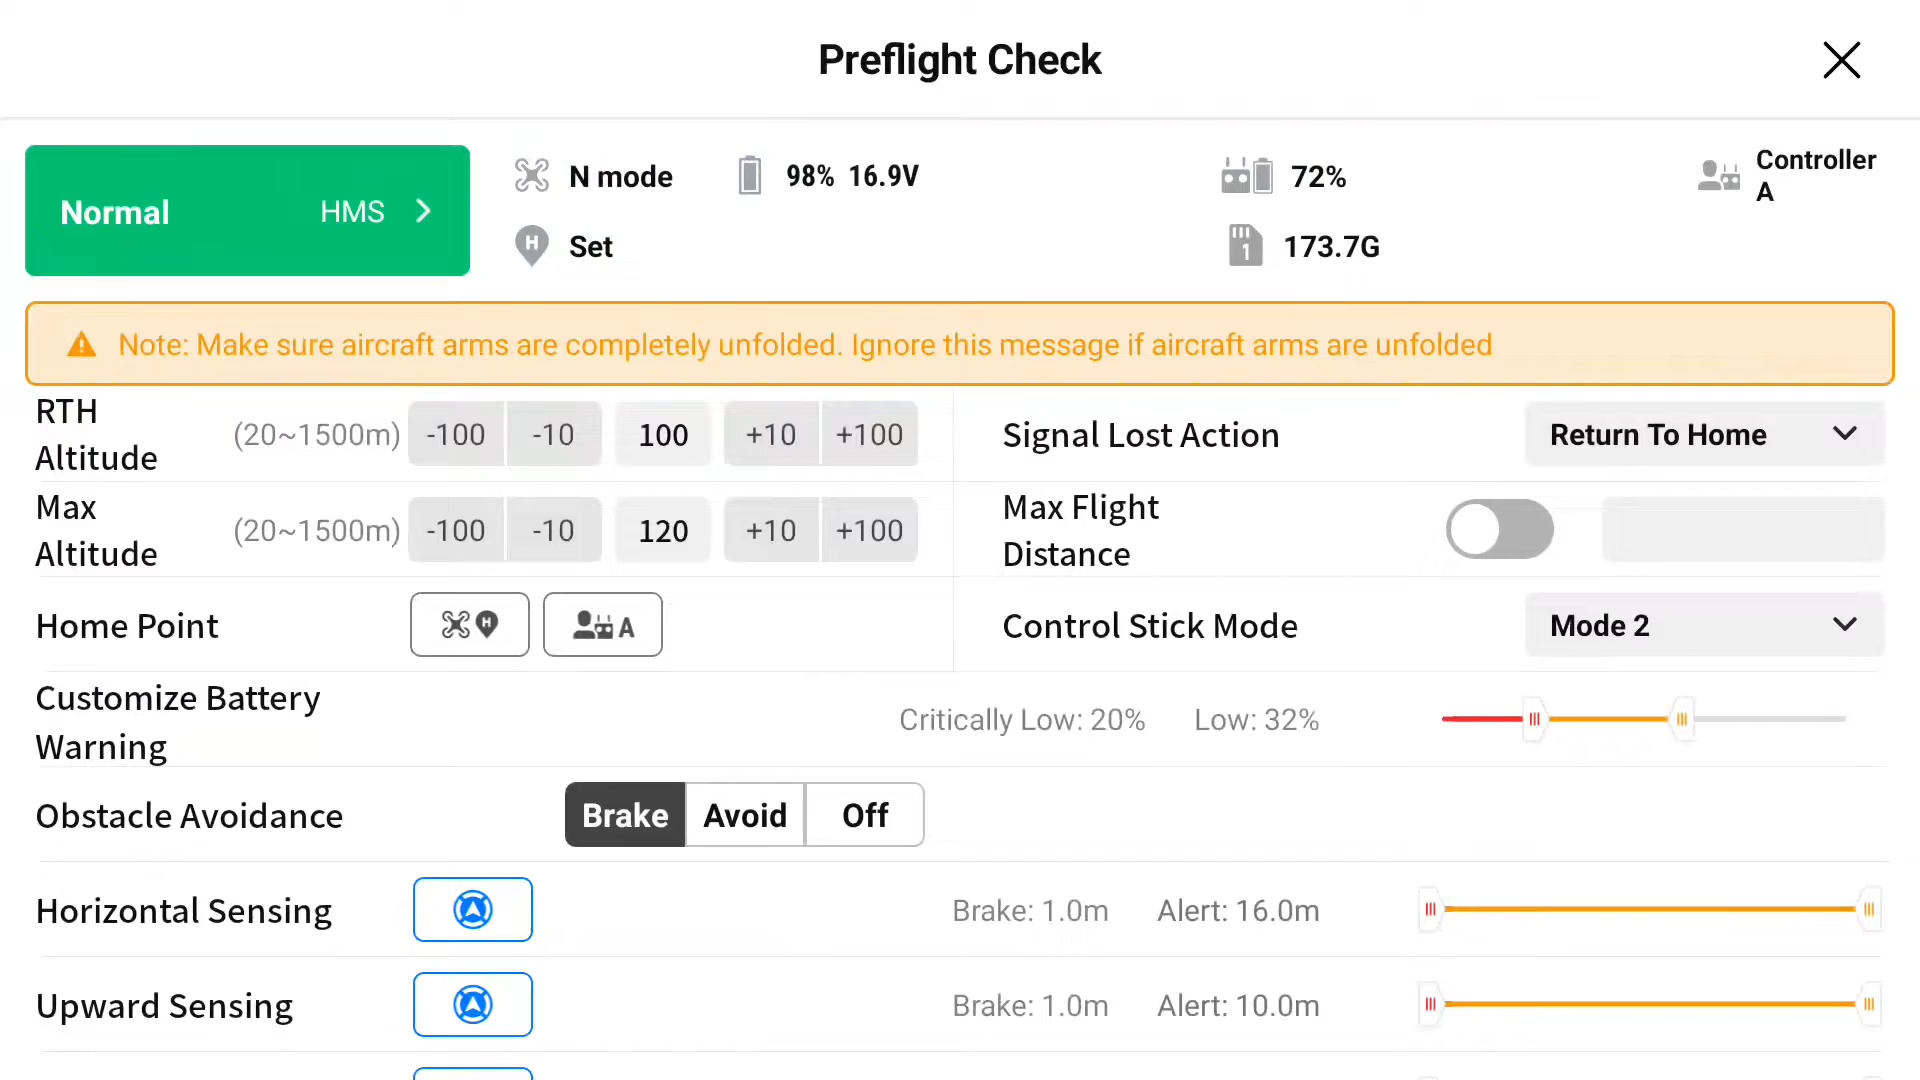 Preflight Check
Normal HMS
N mode 98% 16.9V 72% Controller A
H Set 1 173.7G
Note: Make sure aircraft arms are completely unfolded. Ignore this message if aircraft arms are unfolded
RTH Altitude (20~1500m) -100 -10 100 +10 +100 Signal Lost Action Return To Home
Max Altitude (20~1500m) -100 -10 120 +10 +100 Max Flight Distance
Home Point H A Control Stick Mode Mode 2
Customize Battery Warning Critically Low: 20% Low: 32%
Obstacle Avoidance Brake Avoid Off
Horizontal Sensing Brake: 1.0m Alert: 16.0m
Upward Sensing Brake: 1.0m Alert: 10.0m